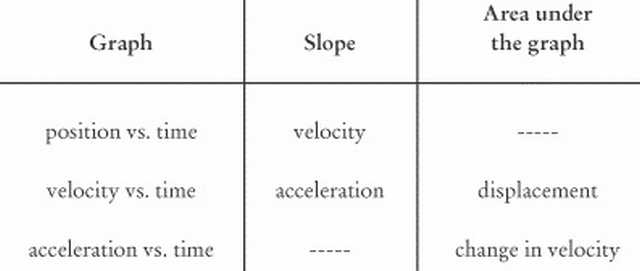 Graph Slope Area under
the graph
position vs. time velocity -----
velocity vs. time acceleration displacement
acceleration vs. time ----- change in velocity